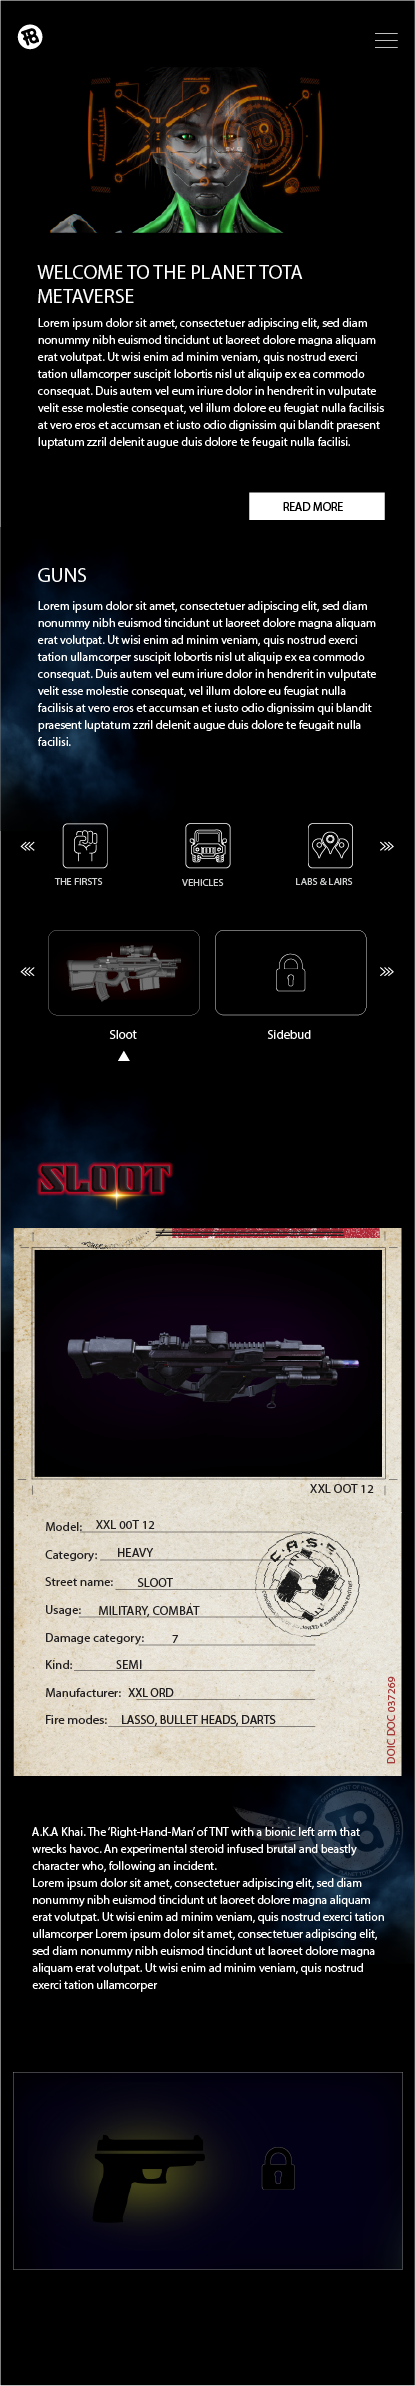 WELCOME TO THE PLANET TOTA
METAVERSE
Lorem ipsum dolor sit amet, consectetuer adipiscing elit, sed diam
nonummy nibh euismod tincidunt ut laoreet dolore magna aliquam
erat volutpat. Ut wisi enim ad minim veniam, quis nostrud exerci
tation ullamcorper suscipit lobortis nisl ut aliquip ex ea commodo
consequat. Duis autem vel eum iriure dolor in hendrerit in vulputate
velit esse molestie consequat, vel illum dolore eu feugiat nulla facilisis
at vero eros et accumsan et iusto odio dignissim qui blandit praesent
luptatum zzril delenit augue duis dolore te feugait nulla facilisi.
READ MORE
GUNS
Lorem ipsum dolor sit amet, consectetuer adipiscing elit, sed diam
nonummy nibh euismod tincidunt ut laoreet dolore magna aliquam
erat volutpat. Ut wisi enim ad minim veniam, quis nostrud exerci
tation ullamcorper suscipit lobortis nisl ut aliquip ex ea commodo
consequat. Duis autem vel eum iriure dolor in hendrerit in vulputate
velit esse molestie consequat, vel illum dolore eu feugiat nulla
facilisis at vero eros et accumsan et iusto odio dignissim qui blandit
praesent luptatum zzril delenit augue duis dolore te feugait nulla
facilisi.
THE FIRSTS VEHICLES LABS & LAIRS
Sloot Sidebud
SLOOT
XXL OOT 12
Model: XXL 00T 12
Category: HEAVY
Street name: SLOOT
Usage: MILITARY, COMBAT
Damage category: 7
Kind: SEMI
Manufacturer: XXL ORD
Fire modes: LASSO, BULLET HEADS, DARTS
C.A.S.E
DOIC DOC 037269
A.K.A Khai. The 'Right-Hand-Man' of TNT with a bionic left arm that
wrecks havoc. An experimental steroid infused brutal and beastly
character who, following an incident.
Lorem ipsum dolor sit amet, consectetuer adipiscing elit, sed diam
nonummy nibh euismod tincidunt ut laoreet dolore magna aliquam
erat volutpat. Ut wisi enim ad minim veniam, quis nostrud exerci tation
ullamcorper Lorem ipsum dolor sit amet, consectetuer adipiscing elit,
sed diam nonummy nibh euismod tincidunt ut laoreet dolore magna
aliquam erat volutpat. Ut wisi enim ad minim veniam, quis nostrud
exerci tation ullamcorper